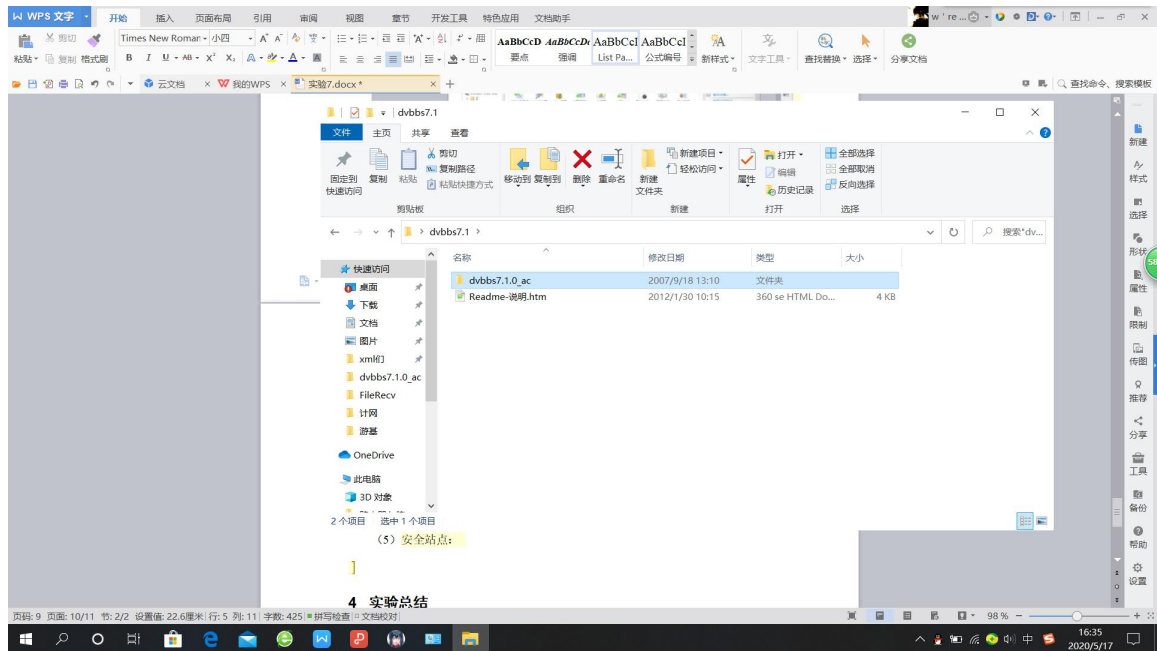 WPS 文字 开始 插入 页面布局 引用 审阅 视图 章节 开发工具 特色应用 文档助手 w ' re ...
剪切 Times New Roman 小四 AaBbCcD AaBbCcDt AaBbCcI AaBbCcI
粘贴 复制 格式刷 B I U AB X² X₂ 要点 强调 List Pa... 公式编号 新样式 文字工具 查找替换 选择 分享文档
云文档 × 我的WPS × 实验7.docx * × + 查找命令、搜索模板
dvbbs7.1
文件 主页 共享 查看
固定到快速访问 复制 粘贴 剪切 复制路径 粘贴快捷方式
移动到 复制到 删除 重命名
新建文件夹 新建项目 轻松访问
属性 打开 编辑 历史记录
全部选择 全部取消 反向选择
剪贴板 组织 新建 打开 选择
dvbbs7.1 搜索"dv...
名称 修改日期 类型 大小
dvbbs7.1.0_ac 2007/9/18 13:10 文件夹
Readme-说明.htm 2012/1/30 10:15 360 se HTML Do... 4 KB
快速访问
桌面
下载
文档
图片
xml们
dvbbs7.1.0_ac
FileRecv
计网
游基
OneDrive
此电脑
3D 对象
2 个项目 选中 1 个项目
（5）安全站点：
]
4 实验总结
新建
样式
选择
形状
58
属性
限制
传图
推荐
分享
工具
备份
帮助
设置
页码: 9 页面: 10/11 节: 2/2 设置值: 22.6厘米 行: 5 列: 11 字数: 425 拼写检查 文档校对 98 %
中 16:35
2020/5/17